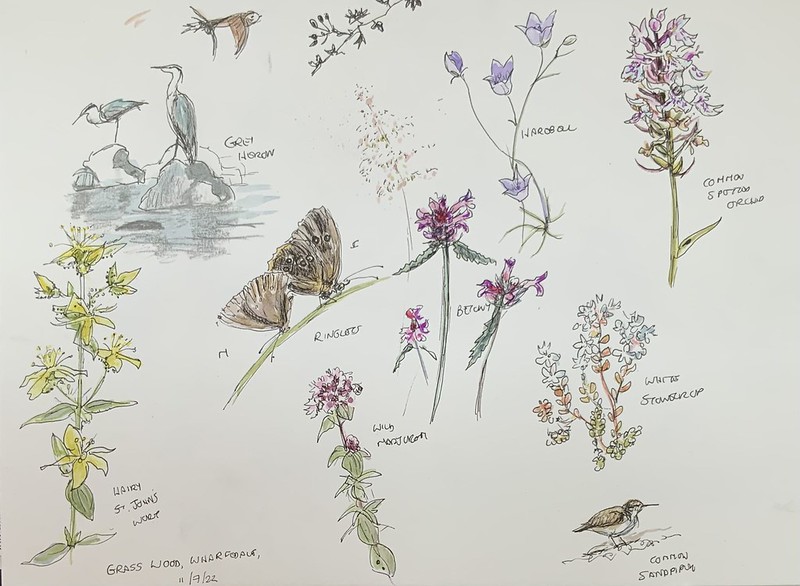 GREY
HERON
HAREBELL
COMMON
SPOTTED
ORCHID
RINGLETS
BETONY
WHITE
STONECROP
WILD
MARJORAM
HAIRY
ST. JOHN'S
WORT
COMMON
SANDPIPER
GRASS WOOD, WHARFEDALE,
11/7/22